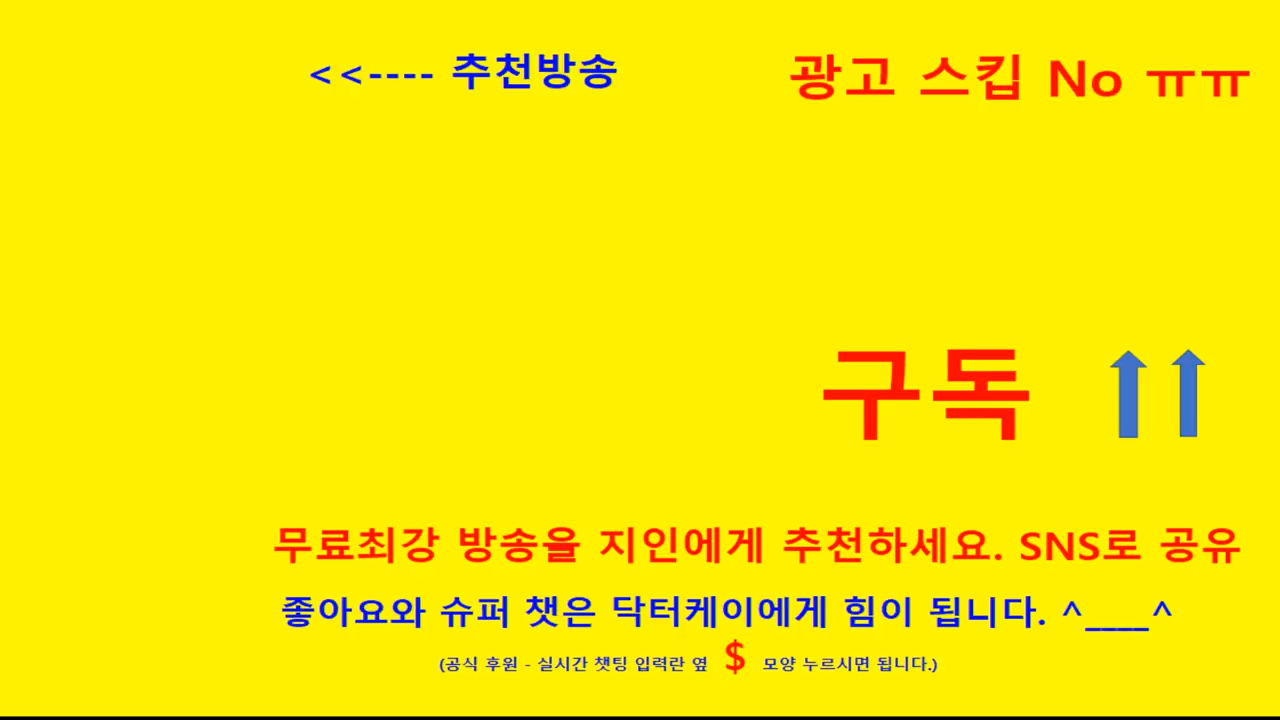 <<---- 추천방송
광고 스킵 No ㅠㅠ
구독
무료최강 방송을 지인에게 추천하세요. SNS로 공유
좋아요와 슈퍼 챗은 닥터케이에게 힘이 됩니다. ^____^
(공식 후원 - 실시간 챗팅 입력란 옆 $ 모양 누르시면 됩니다.)